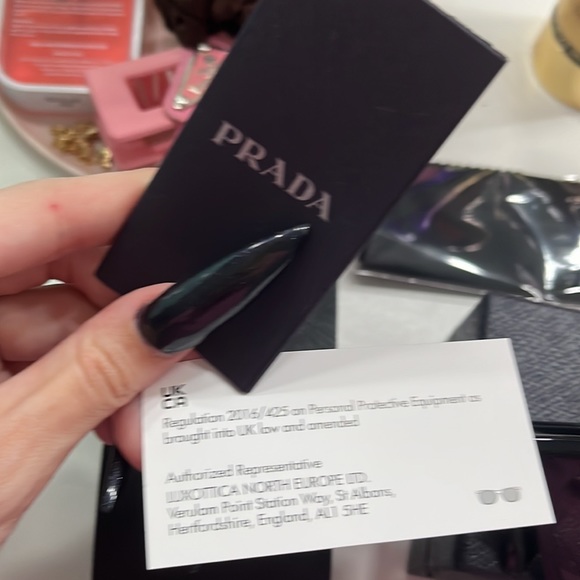 PRADA
UK
CA
Regulation 2016/425 on Personal Protective Equipment as
brought into UK law and amended
Authorized Representative
LUXOTTICA NORTH EUROPE LTD.
Verulam Point Station Way, St Albans,
Hertfordshire, England, AL1 5HE